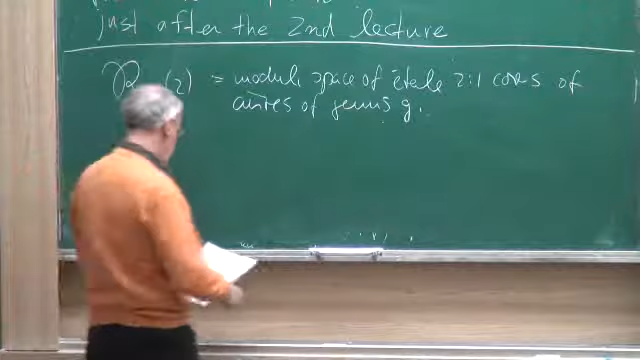 just after the 2nd lecture
R (2) = moduli space of étale 2:1 covers of
curves of genus g.